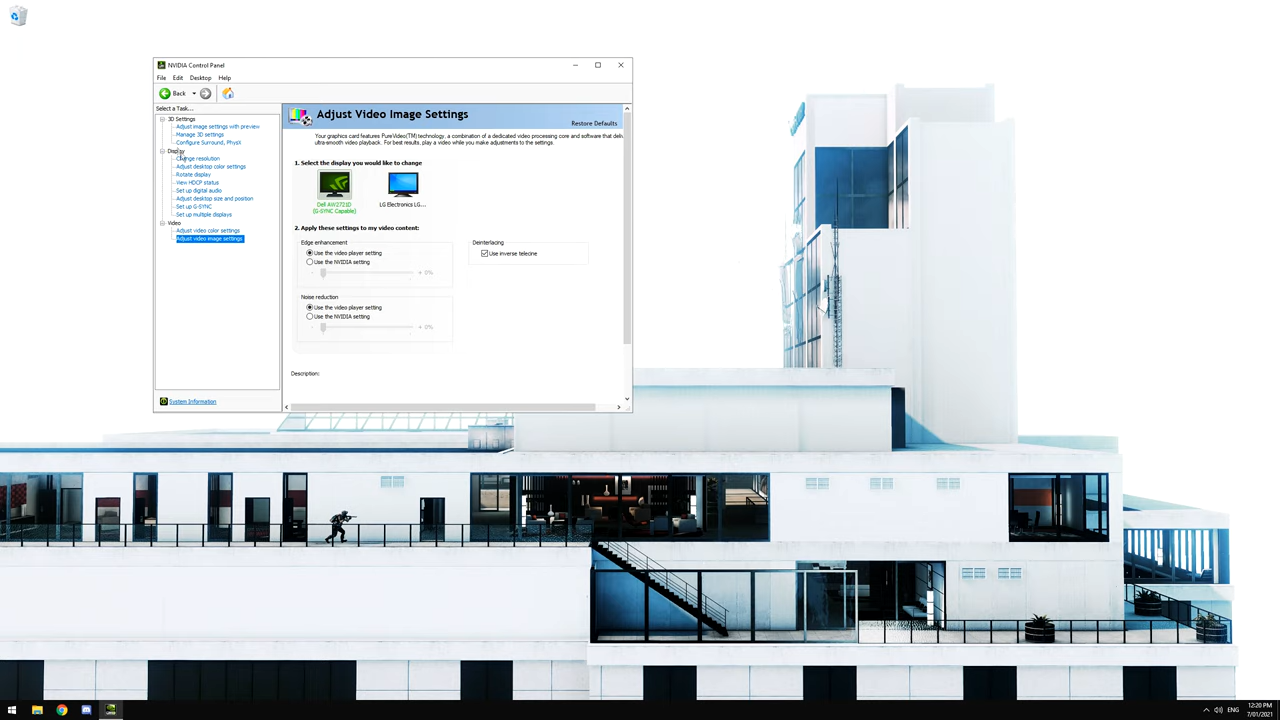 NVIDIA Control Panel
File Edit Desktop Help
Back
Select a Task...
3D Settings
Adjust image settings with preview
Manage 3D settings
Configure Surround, PhysX
Display
Change resolution
Adjust desktop color settings
Rotate display
View HDCP status
Set up digital audio
Adjust desktop size and position
Set up G-SYNC
Set up multiple displays
Video
Adjust video color settings
Adjust video image settings
System Information
Adjust Video Image Settings
Restore Defaults
Your graphics card features PureVideo(TM) technology, a combination of a dedicated video processing core and software that deliv
ultra-smooth video playback. For best results, play a video while you make adjustments to the settings.
1. Select the display you would like to change
Dell AW2721D
(G-SYNC Capable)
LG Electronics LG...
2. Apply these settings to my video content:
Edge enhancement
Use the video player setting
Use the NVIDIA setting
- + 0%
Deinterlacing
Use inverse telecine
Noise reduction
Use the video player setting
Use the NVIDIA setting
- + 0%
Description:
ENG
12:20 PM
7/01/2021